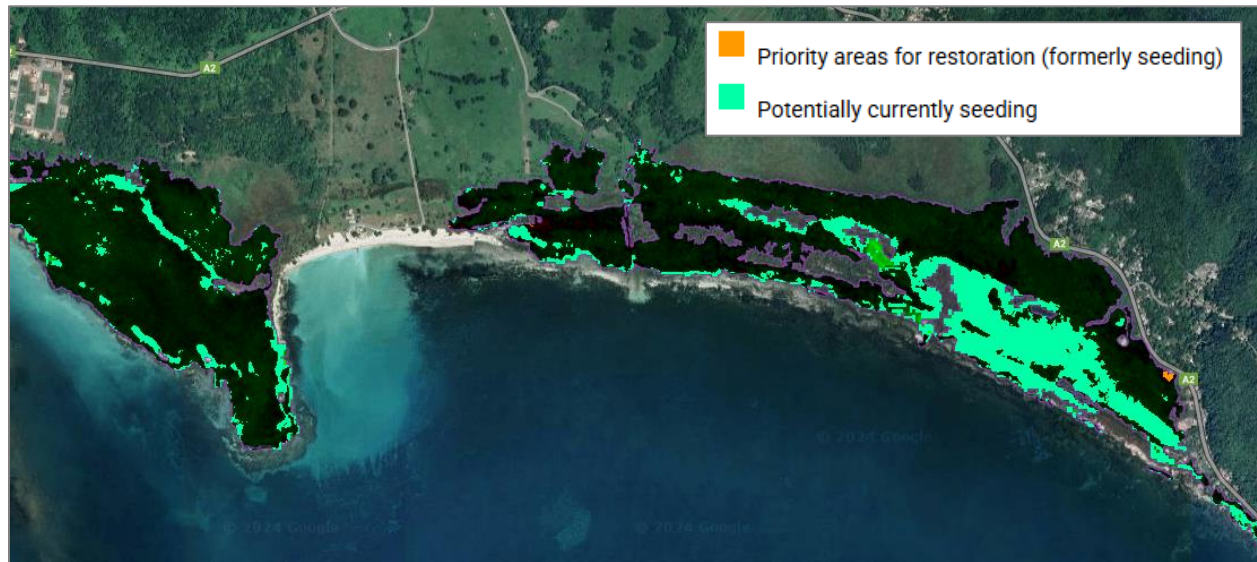 Priority areas for restoration (formerly seeding)
Potentially currently seeding
A2
A2
A2
© 2024 Google
© 2024 Google
© 2024 Google